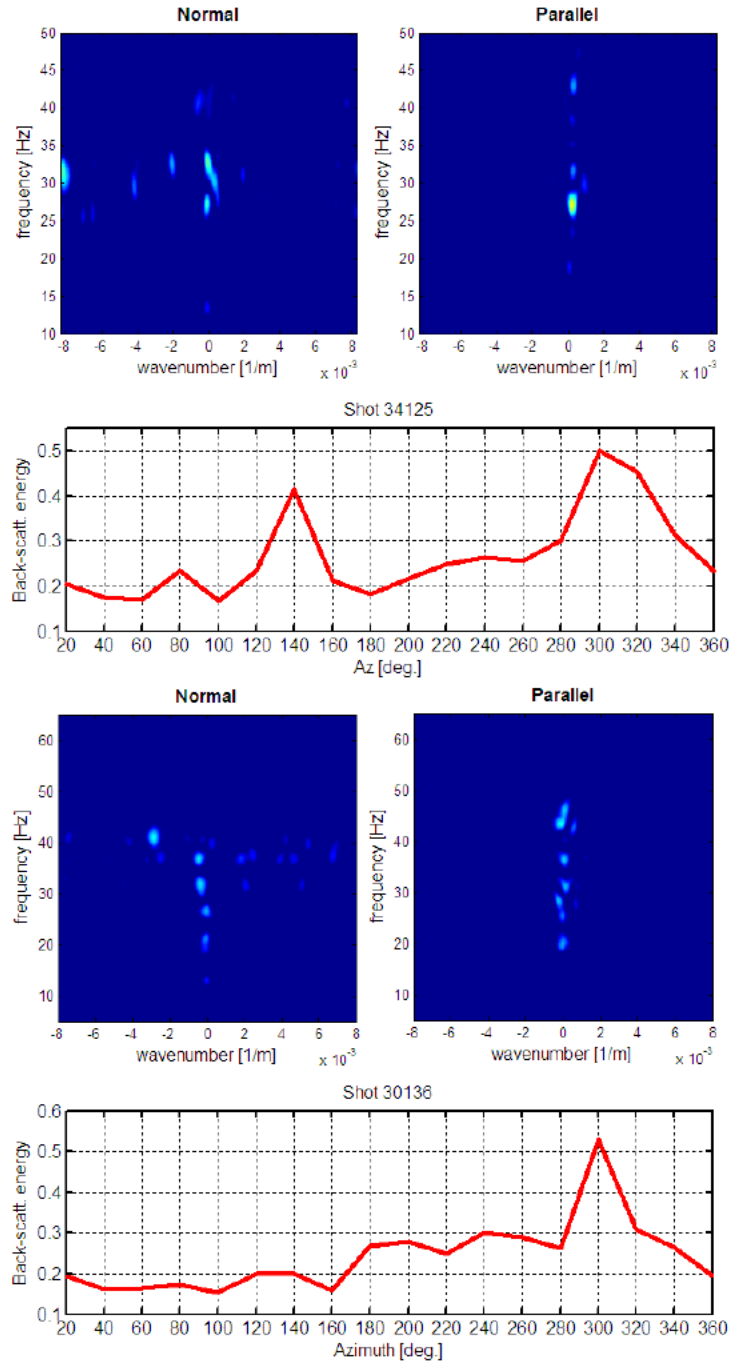 Normal Parallel
50 50
45 45
40 40
35 35
30 30
25 25
20 20
15 15
10 10
frequency [Hz] frequency [Hz]
-8 -6 -4 -2 0 2 4 6 8 -8 -6 -4 -2 0 2 4 6 8
wavenumber [1/m] x 10-3 wavenumber [1/m] x 10-3
Shot 34125
0.5
0.4
0.3
0.2
0.1
Back-scatt. energy
20 40 60 80 100 120 140 160 180 200 220 240 260 280 300 320 340 360
Az [deg.]
Normal Parallel
60 60
50 50
40 40
30 30
20 20
10 10
frequency [Hz] frequency [Hz]
-8 -6 -4 -2 0 2 4 6 8 -8 -6 -4 -2 0 2 4 6 8
wavenumber [1/m] x 10-3 wavenumber [1/m] x 10-3
Shot 30136
0.6
0.5
0.4
0.3
0.2
0.1
Back-scatt. energy
20 40 60 80 100 120 140 160 180 200 220 240 260 280 300 320 340 360
Azimuth [deg.]